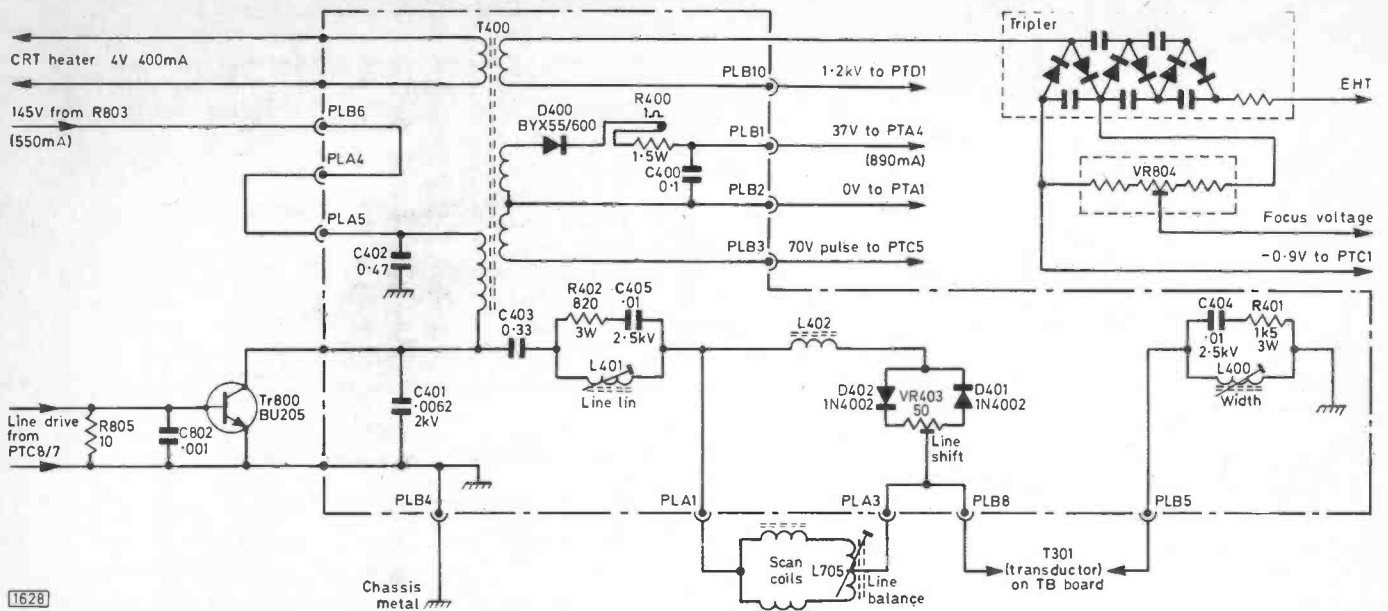 T400
Tripler
CRT heater 4V 400mA
PLB10
1·2kV to PTD1
EHT
145V from R803
(550mA)
PLB6
D400
BYX55/600
R400
1Ω
1·5W
PLB1
37V to PTA4
(890mA)
C400
0·1
PLA4
PLB2
0V to PTA1
VR804
PLA5
Focus voltage
C402
0·47
PLB3
70V pulse to PTC5
-0·9V to PTC1
R402
820
3W
C405
·01
2·5kV
C403
0·33
L401
Line lin
L402
C404
·01
2·5kV
R401
1k5
3W
L400
Width
D402
1N4002
VR403
50
D401
1N4002
Line
shift
Tr800
BU205
C401
·0062
2kV
Line drive
from
PTC8/7
R805
10
C802
·001
PLB4
PLA1
PLA3
PLB8
PLB5
Scan
coils
L705
Line
balance
T301
(transductor)
on TB board
Chassis
metal
1628